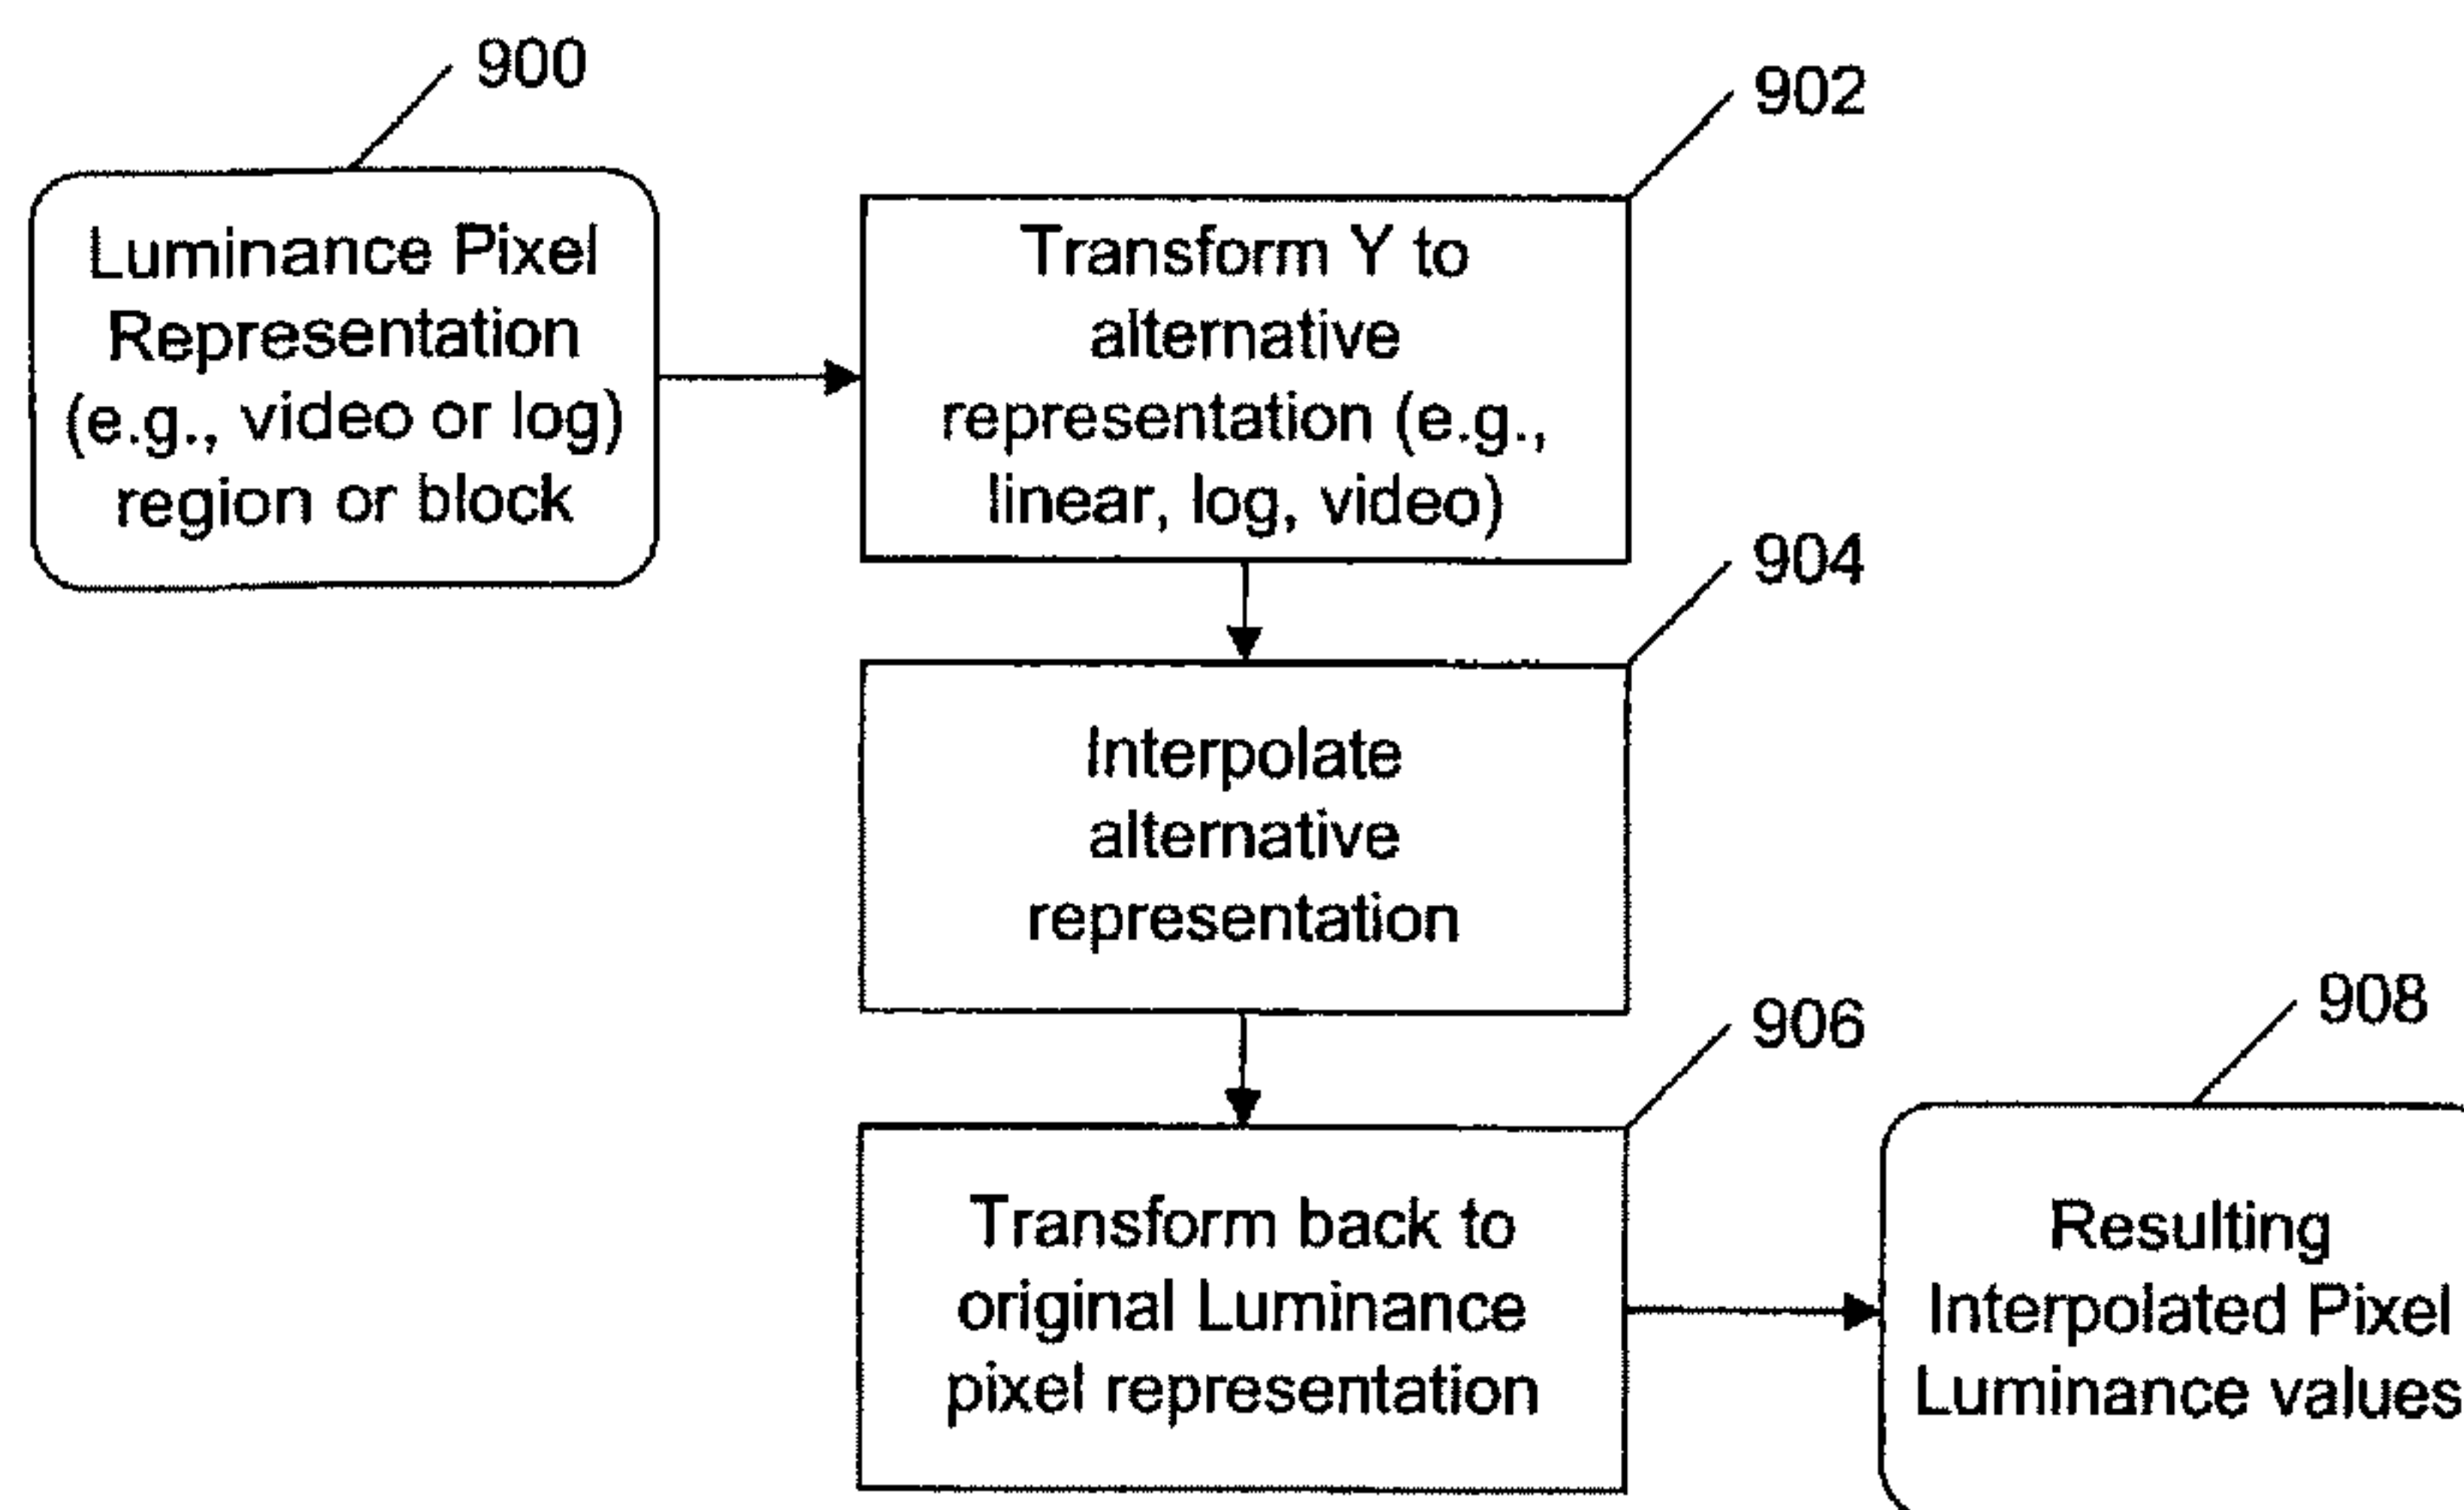 900
Luminance Pixel
Representation
(e.g., video or log)
region or block
902
Transform Y to
alternative
representation (e.g.,
linear, log, video)
904
Interpolate
alternative
representation
906
Transform back to
original Luminance
pixel representation
908
Resulting
Interpolated Pixel
Luminance values